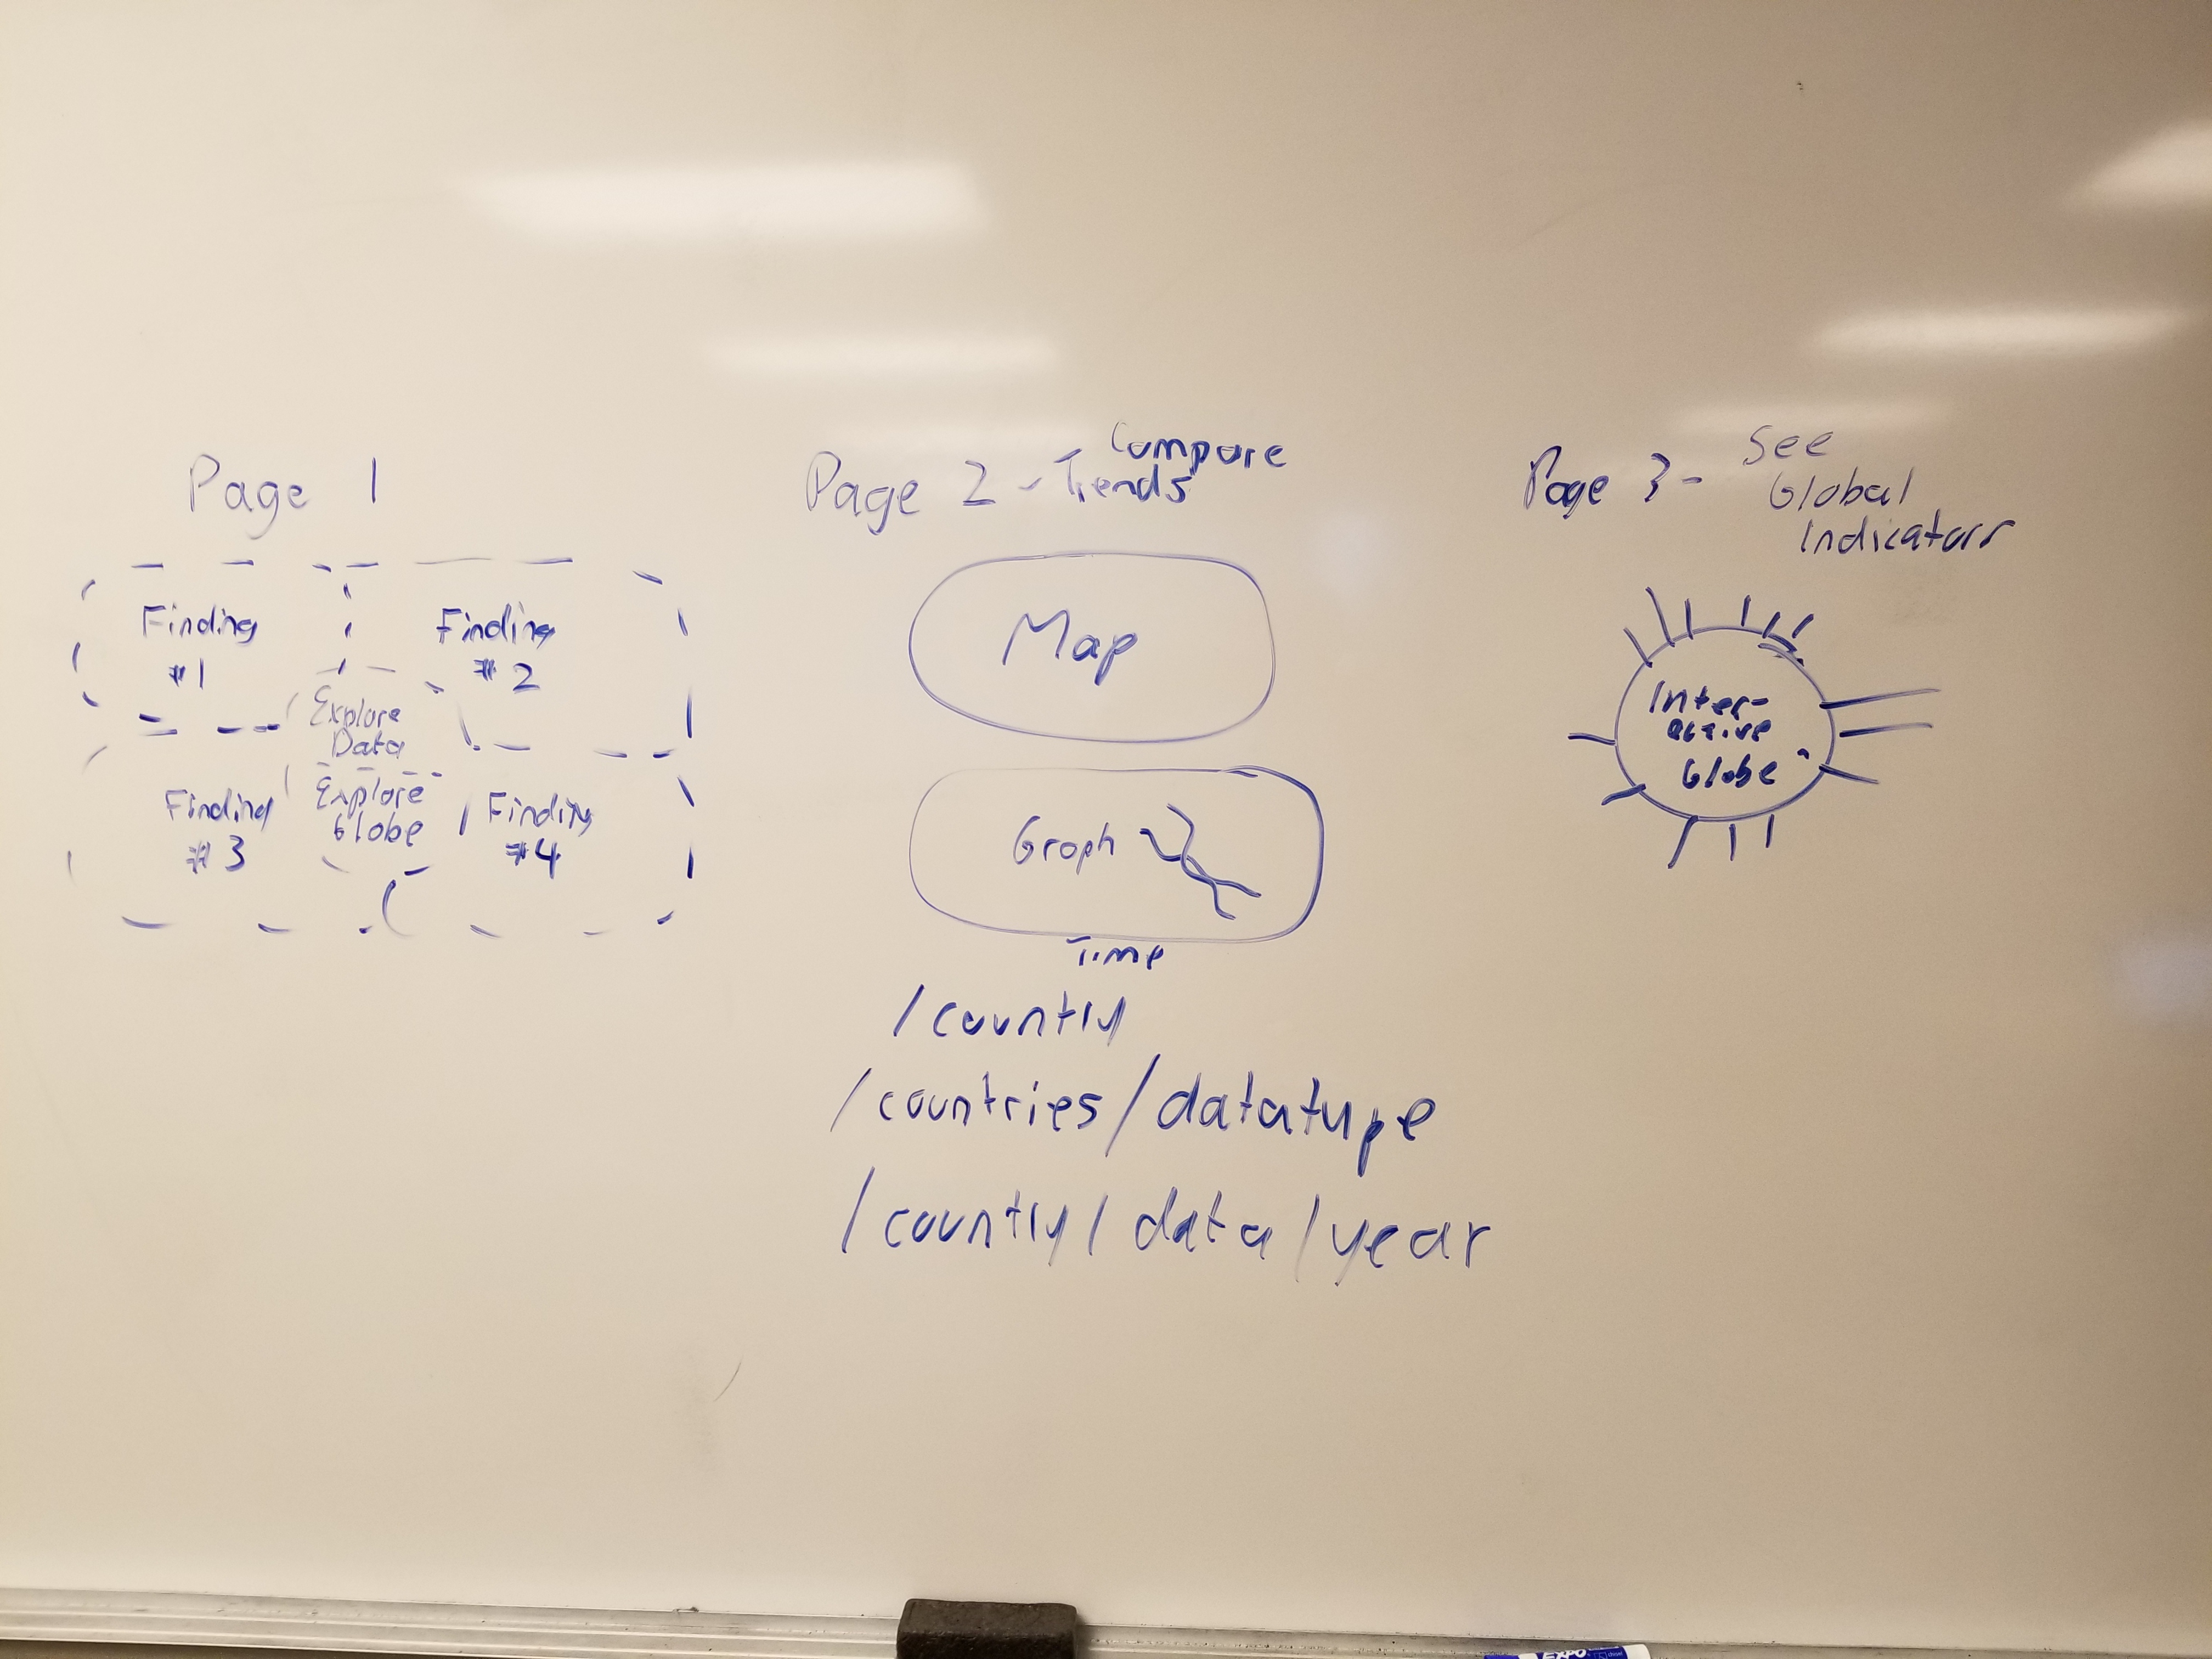 Page 1
Finding
#1
Finding
#2
Explore
Data
Explore
Globe
Finding
#3
Finding
#4
Page 2 - Compare
Trends
Map
Graph
Time
/country
/countries/datatype
/country/data/year
Page 3 - See
Global
Indicators
Inter-
active
Globe
EXPO